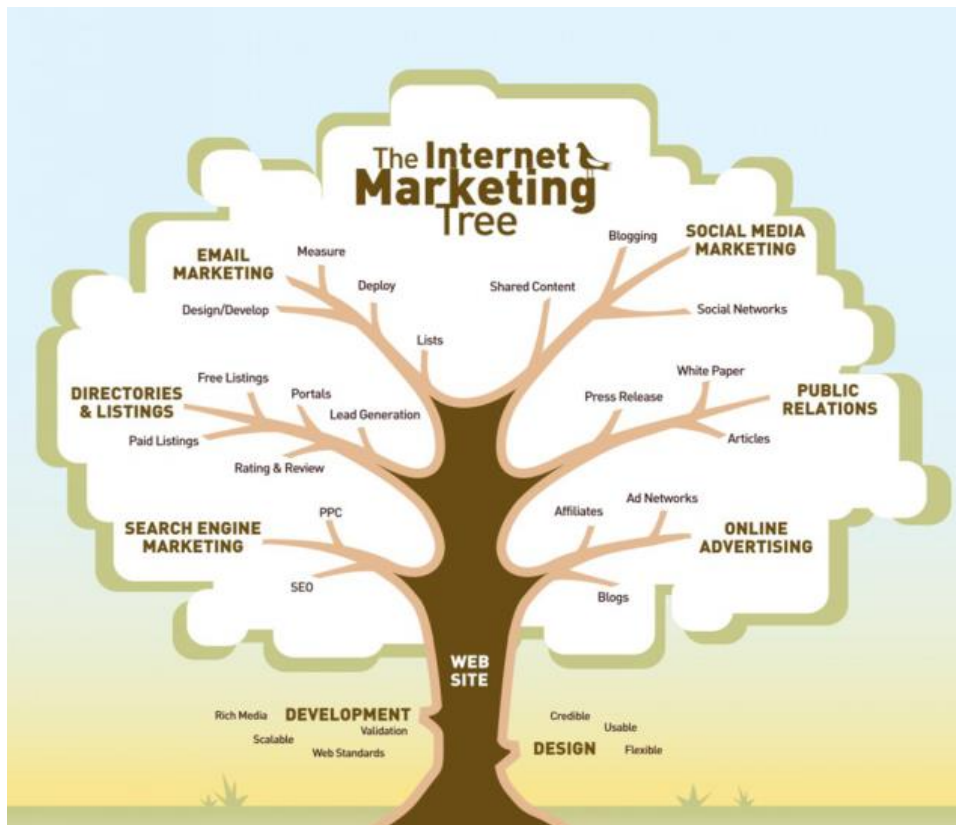 The Internet
Marketing
Tree
EMAIL
MARKETING
Measure
Deploy
Design/Develop
Lists
SOCIAL MEDIA
MARKETING
Blogging
Shared Content
Social Networks
DIRECTORIES
& LISTINGS
Free Listings
Portals
Lead Generation
Paid Listings
Rating & Review
PUBLIC
RELATIONS
White Paper
Press Release
Articles
SEARCH ENGINE
MARKETING
PPC
SEO
ONLINE
ADVERTISING
Ad Networks
Affiliates
Blogs
WEB
SITE
DEVELOPMENT
Rich Media
Validation
Scalable
Web Standards
DESIGN
Credible
Usable
Flexible